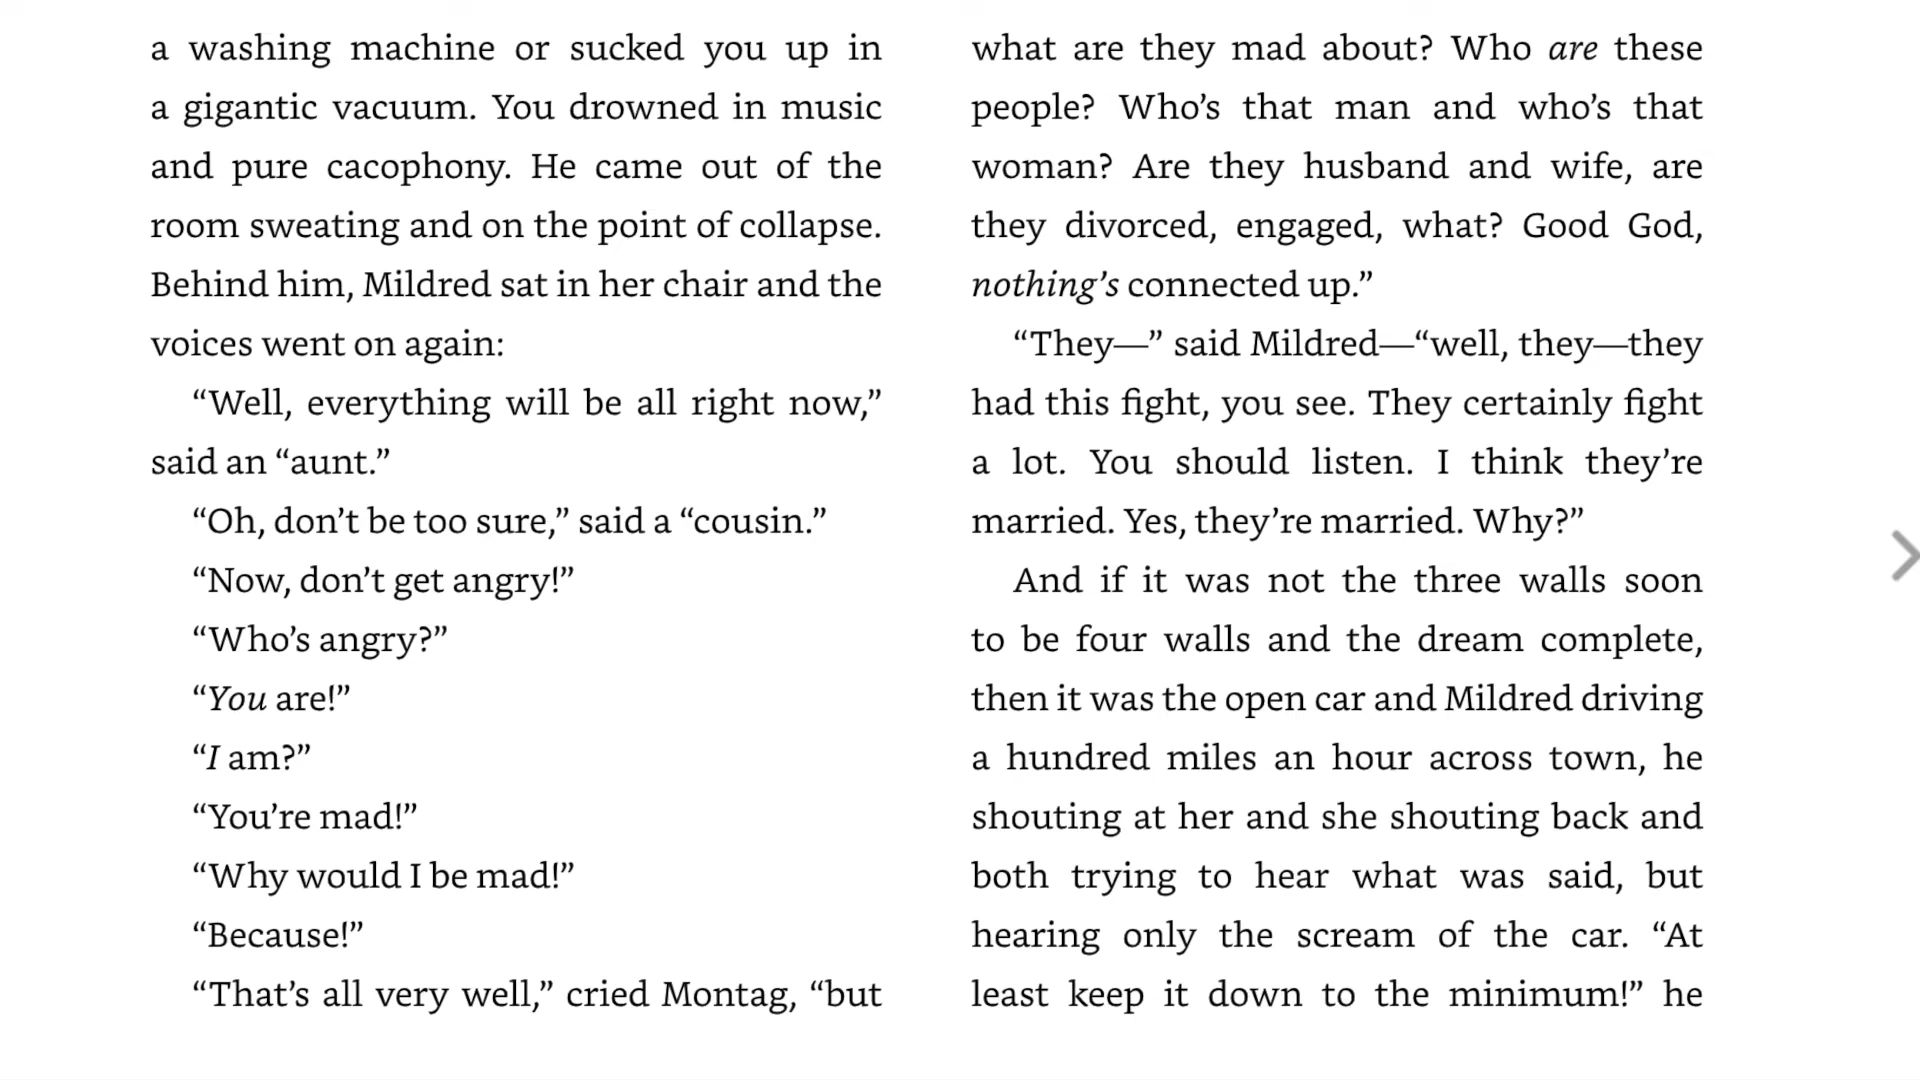 a washing machine or sucked you up in
a gigantic vacuum. You drowned in music
and pure cacophony. He came out of the
room sweating and on the point of collapse.
Behind him, Mildred sat in her chair and the
voices went on again:
“Well, everything will be all right now,”
said an “aunt.”
“Oh, don’t be too sure,” said a “cousin.”
“Now, don’t get angry!”
“Who’s angry?”
“You are!”
“I am?”
“You’re mad!”
“Why would I be mad!”
“Because!”
“That’s all very well,” cried Montag, “but
what are they mad about? Who are these
people? Who’s that man and who’s that
woman? Are they husband and wife, are
they divorced, engaged, what? Good God,
nothing’s connected up.”
“They—” said Mildred—“well, they—they
had this fight, you see. They certainly fight
a lot. You should listen. I think they’re
married. Yes, they’re married. Why?”
And if it was not the three walls soon
to be four walls and the dream complete,
then it was the open car and Mildred driving
a hundred miles an hour across town, he
shouting at her and she shouting back and
both trying to hear what was said, but
hearing only the scream of the car. “At
least keep it down to the minimum!” he